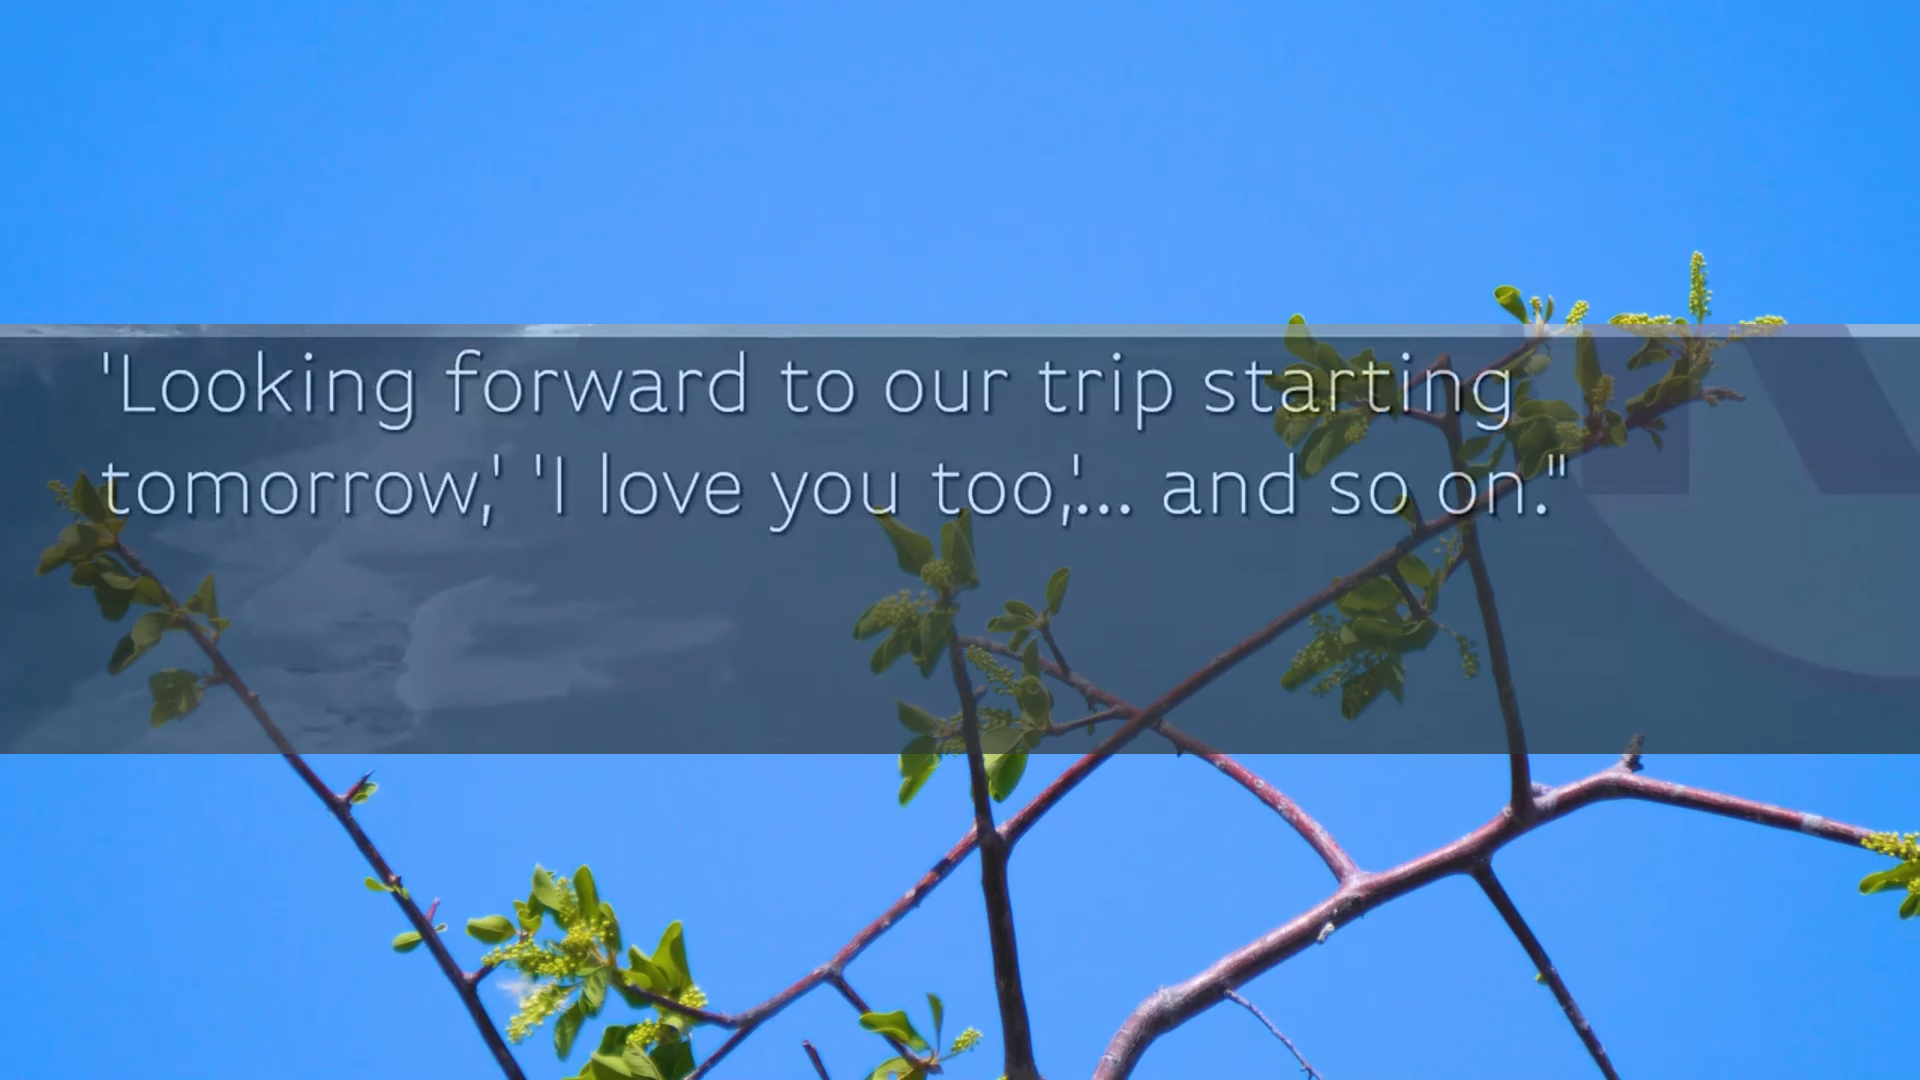 'Looking forward to our trip starting
tomorrow,' 'I love you too,'... and so on."